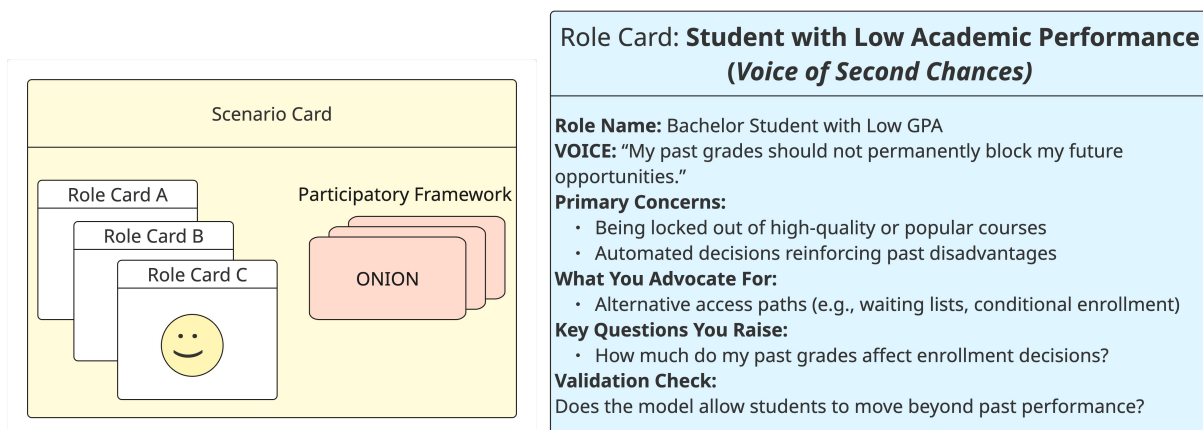 Scenario Card
Role Card A
Role Card B
Role Card C
Participatory Framework
ONION
Role Card: Student with Low Academic Performance
(Voice of Second Chances)
Role Name: Bachelor Student with Low GPA
VOICE: “My past grades should not permanently block my future
opportunities.”
Primary Concerns:
· Being locked out of high-quality or popular courses
· Automated decisions reinforcing past disadvantages
What You Advocate For:
· Alternative access paths (e.g., waiting lists, conditional enrollment)
Key Questions You Raise:
· How much do my past grades affect enrollment decisions?
Validation Check:
Does the model allow students to move beyond past performance?